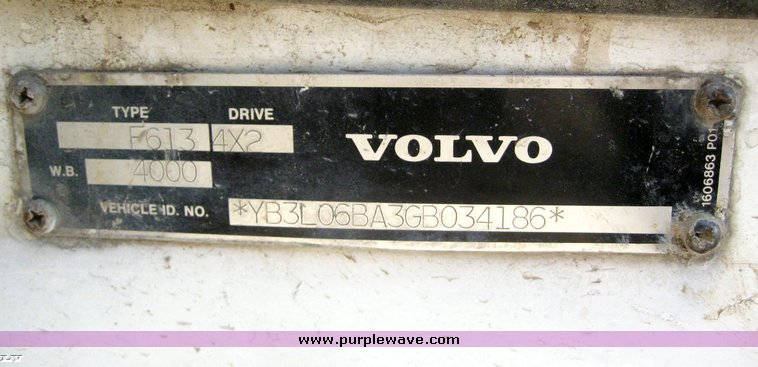 TYPE DRIVE
F613 4X2
VOLVO
W.B. 4000
VEHICLE ID. NO. *YB3L06BA3GB034186*
1606863 P01
www.purplewave.com